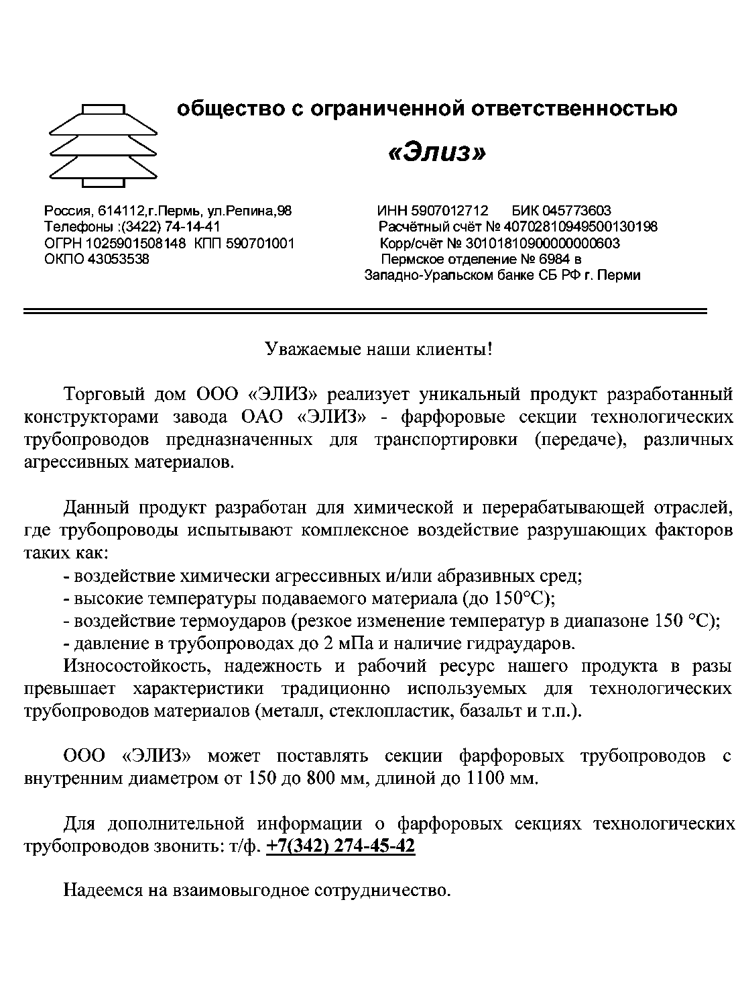 общество с ограниченной ответственностью
«Элиз»
Россия, 614112,г.Пермь, ул.Репина,98 ИНН 5907012712 БИК 045773603
Телефоны :(3422) 74-14-41 Расчётный счёт № 40702810949500130198
ОГРН 1025901508148 КПП 590701001 Корр/счёт № 30101810900000000603
ОКПО 43053538 Пермское отделение № 6984 в
Западно-Уральском банке СБ РФ г. Перми
Уважаемые наши клиенты!
Торговый дом ООО «ЭЛИЗ» реализует уникальный продукт разработанный
конструкторами завода ОАО «ЭЛИЗ» - фарфоровые секции технологических
трубопроводов предназначенных для транспортировки (передаче), различных
агрессивных материалов.
Данный продукт разработан для химической и перерабатывающей отраслей,
где трубопроводы испытывают комплексное воздействие разрушающих факторов
таких как:
- воздействие химически агрессивных и/или абразивных сред;
- высокие температуры подаваемого материала (до 150°С);
- воздействие термоударов (резкое изменение температур в диапазоне 150 °С);
- давление в трубопроводах до 2 мПа и наличие гидраударов.
Износостойкость, надежность и рабочий ресурс нашего продукта в разы
превышает характеристики традиционно используемых для технологических
трубопроводов материалов (металл, стеклопластик, базальт и т.п.).
ООО «ЭЛИЗ» может поставлять секции фарфоровых трубопроводов с
внутренним диаметром от 150 до 800 мм, длиной до 1100 мм.
Для дополнительной информации о фарфоровых секциях технологических
трубопроводов звонить: т/ф. +7(342) 274-45-42
Надеемся на взаимовыгодное сотрудничество.